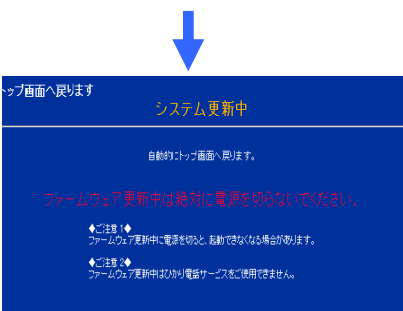 トップ画面へ戻ります
システム更新中
自動的にトップ画面へ戻ります。
ファームウェア更新中は絶対に電源を切らないでください。
◆ご注意1◆
ファームウェア更新中に電源を切ると、起動できなくなる場合があります。
◆ご注意2◆
ファームウェア更新中はひかり電話サービスをご使用できません。